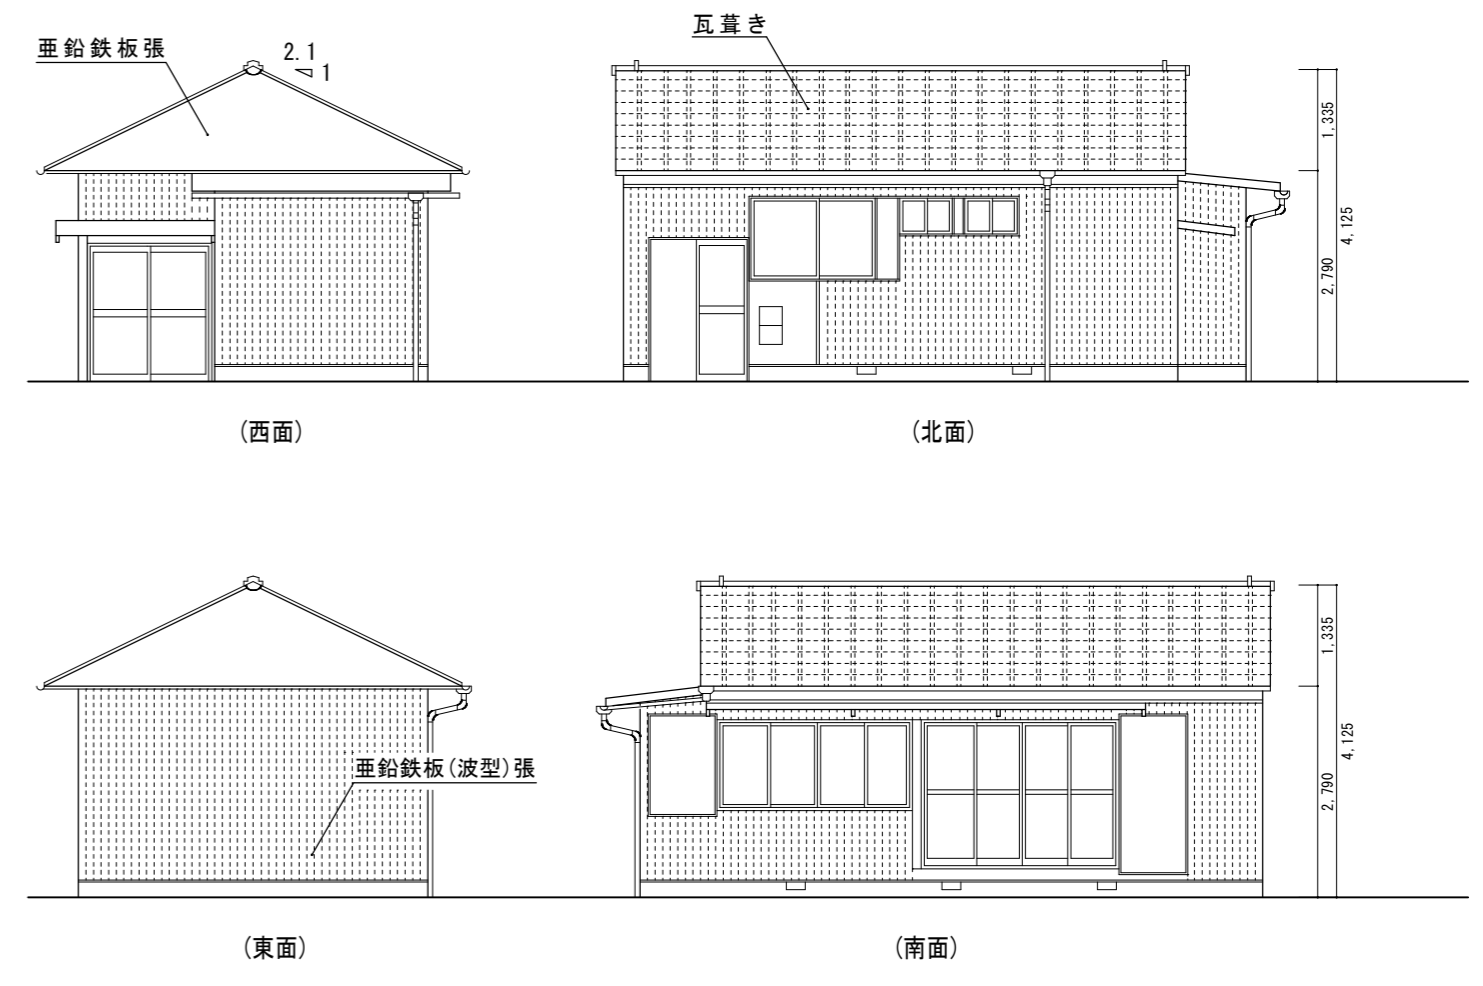 瓦葺き
亜鉛鉄板張
2.1
1
1,335
4,125
2,790
(西面)
(北面)
1,335
4,125
2,790
亜鉛鉄板(波型)張
(東面)
(南面)